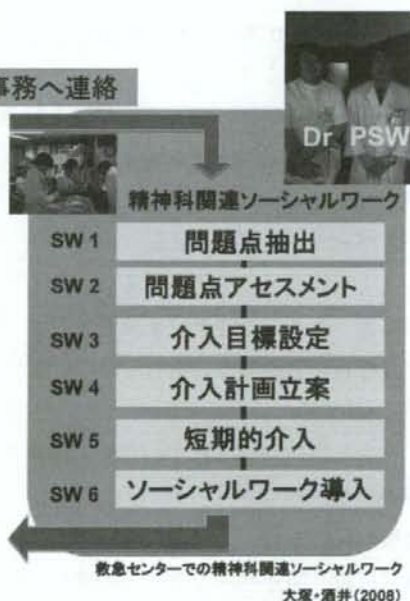 事務へ連絡
Dr PSW
精神科関連ソーシャルワーク
SW 1 問題点抽出
SW 2 問題点アセスメント
SW 3 介入目標設定
SW 4 介入計画立案
SW 5 短期的介入
SW 6 ソーシャルワーク導入
救急センターでの精神科関連ソーシャルワーク
大塚・酒井(2008)